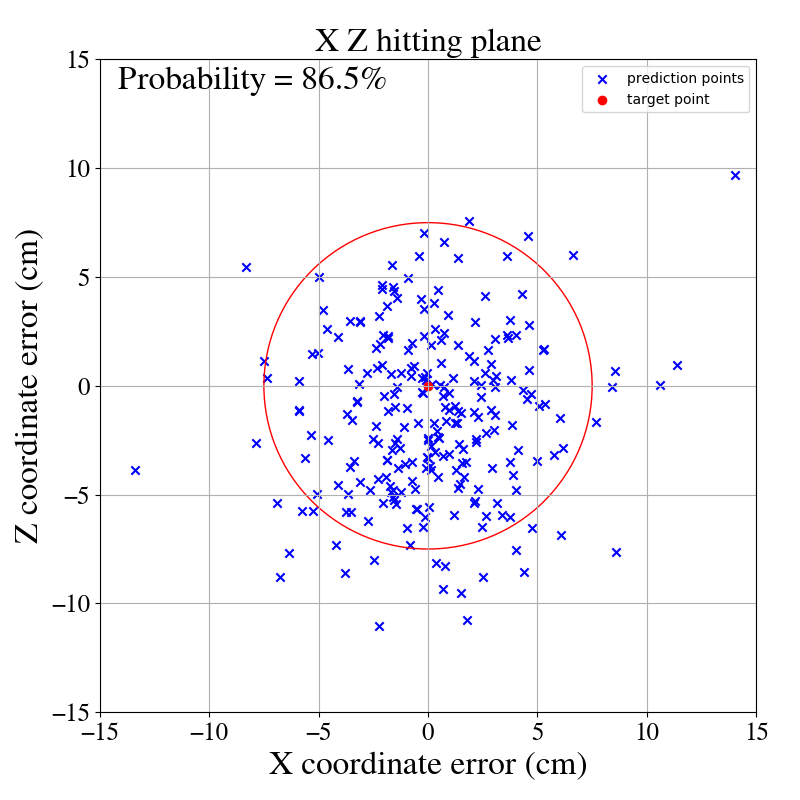 X Z hitting plane
Probability = 86.5%
prediction points
target point
Z coordinate error (cm)
15
10
5
0
−5
−10
−15
−15
−10
−5
0
5
10
15
X coordinate error (cm)